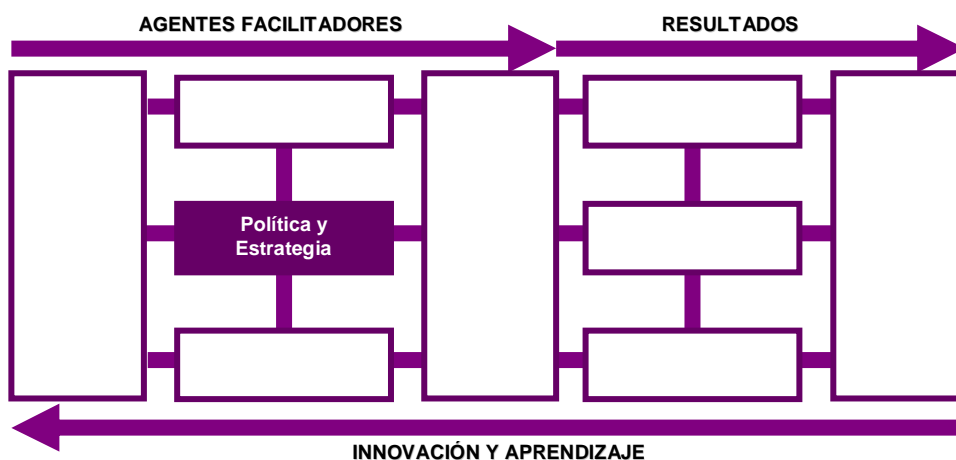 AGENTES FACILITADORES
RESULTADOS
Política y
Estrategia
INNOVACIÓN Y APRENDIZAJE